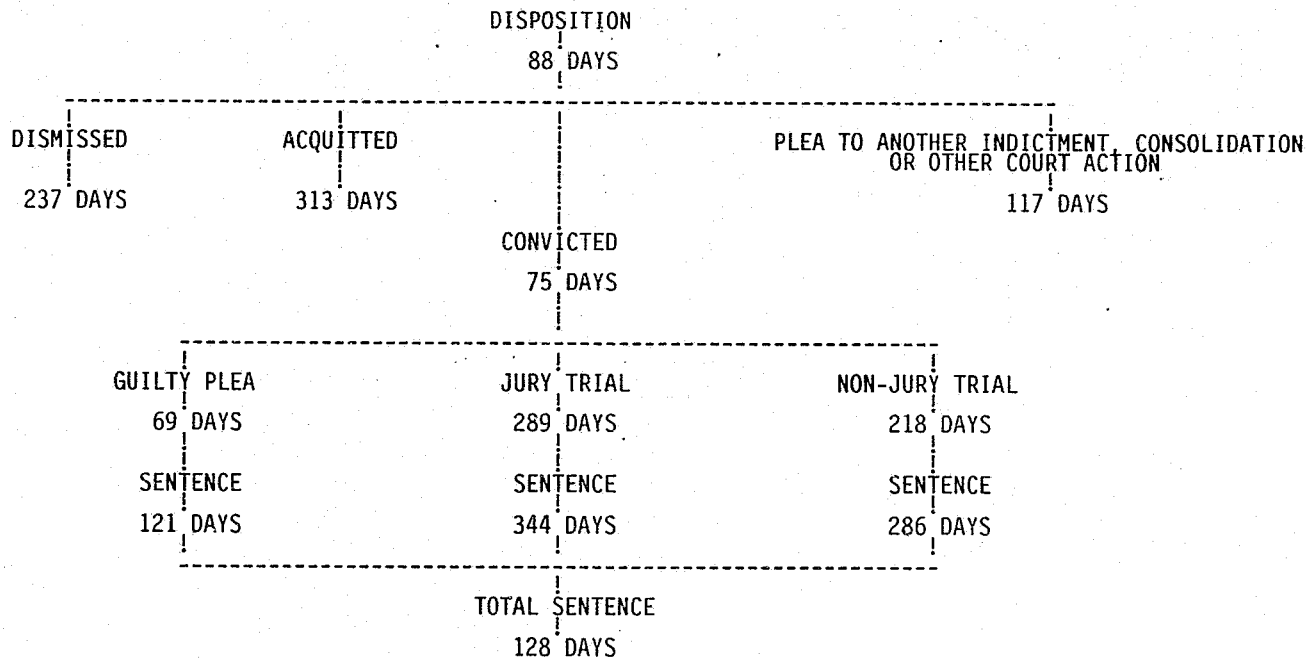 DISPOSITION
88 DAYS
DISMISSED ACQUITTED PLEA TO ANOTHER INDICTMENT, CONSOLIDATION
OR OTHER COURT ACTION
237 DAYS 313 DAYS 117 DAYS
CONVICTED
75 DAYS
GUILTY PLEA JURY TRIAL NON-JURY TRIAL
69 DAYS 289 DAYS 218 DAYS
SENTENCE SENTENCE SENTENCE
121 DAYS 344 DAYS 286 DAYS
TOTAL SENTENCE
128 DAYS